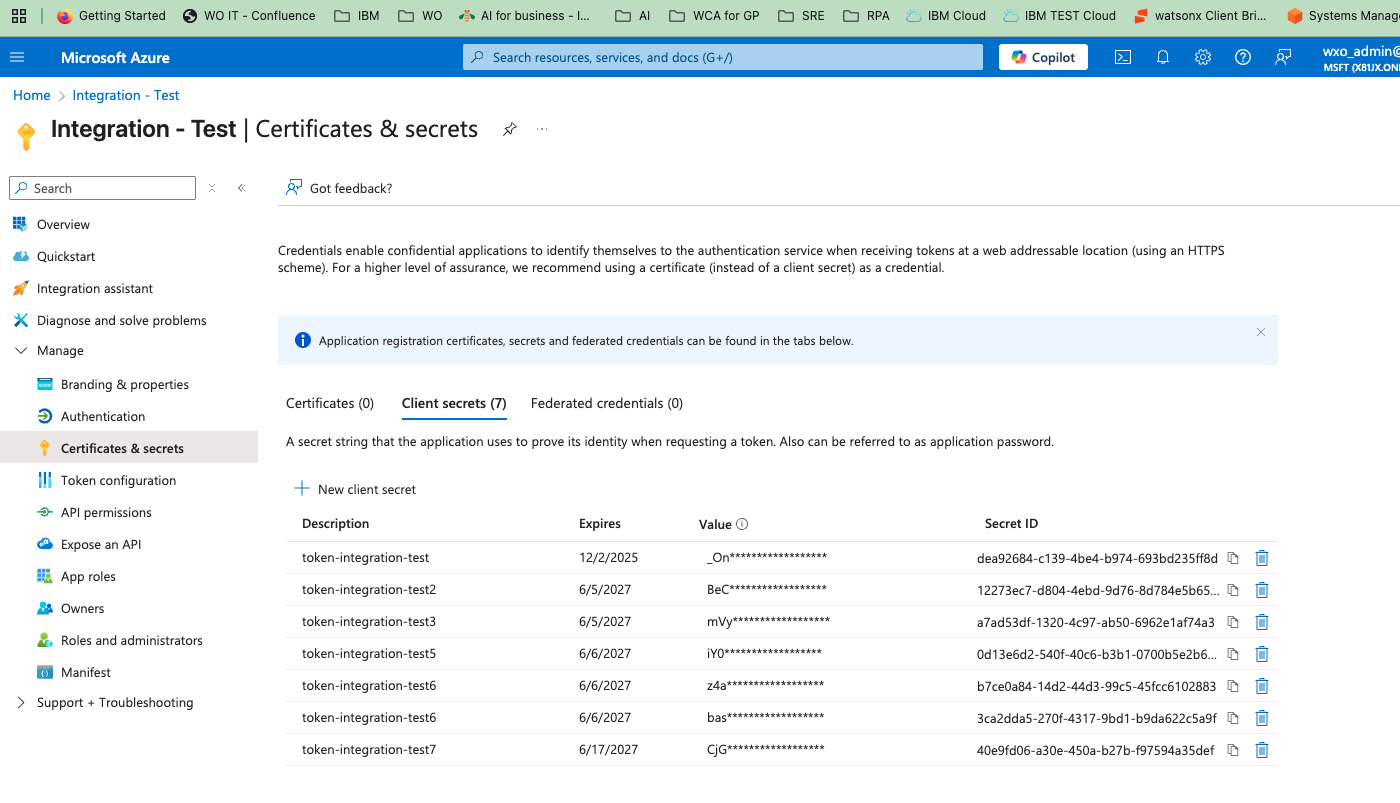 Getting Started WO IT - Confluence IBM WO AI for business - I... AI WCA for GP SRE RPA IBM Cloud IBM TEST Cloud watsonx Client Bri... Systems Manag
Microsoft Azure Search resources, services, and docs (G+/) Copilot wxo_admin@
MSFT (X81JX.ON
Home > Integration - Test
Integration - Test | Certificates & secrets ...
Search
Got feedback?
Overview
Quickstart
Integration assistant
Diagnose and solve problems
Manage
Branding & properties
Authentication
Certificates & secrets
Token configuration
API permissions
Expose an API
App roles
Owners
Roles and administrators
Manifest
Support + Troubleshooting
Credentials enable confidential applications to identify themselves to the authentication service when receiving tokens at a web addressable location (using an HTTPS
scheme). For a higher level of assurance, we recommend using a certificate (instead of a client secret) as a credential.
Application registration certificates, secrets and federated credentials can be found in the tabs below.
Certificates (0) Client secrets (7) Federated credentials (0)
A secret string that the application uses to prove its identity when requesting a token. Also can be referred to as application password.
New client secret
Description Expires Value Secret ID
token-integration-test 12/2/2025 _On****************** dea92684-c139-4be4-b974-693bd235ff8d
token-integration-test2 6/5/2027 BeC****************** 12273ec7-d804-4ebd-9d76-8d784e5b65...
token-integration-test3 6/5/2027 mVy****************** a7ad53df-1320-4c97-ab50-6962e1af74a3
token-integration-test5 6/6/2027 iY0****************** 0d13e6d2-540f-40c6-b3b1-0700b5e2b6...
token-integration-test6 6/6/2027 z4a****************** b7ce0a84-14d2-44d3-99c5-45fcc6102883
token-integration-test6 6/6/2027 bas****************** 3ca2dda5-270f-4317-9bd1-b9da622c5a9f
token-integration-test7 6/17/2027 CjG****************** 40e9fd06-a30e-450a-b27b-f97594a35def